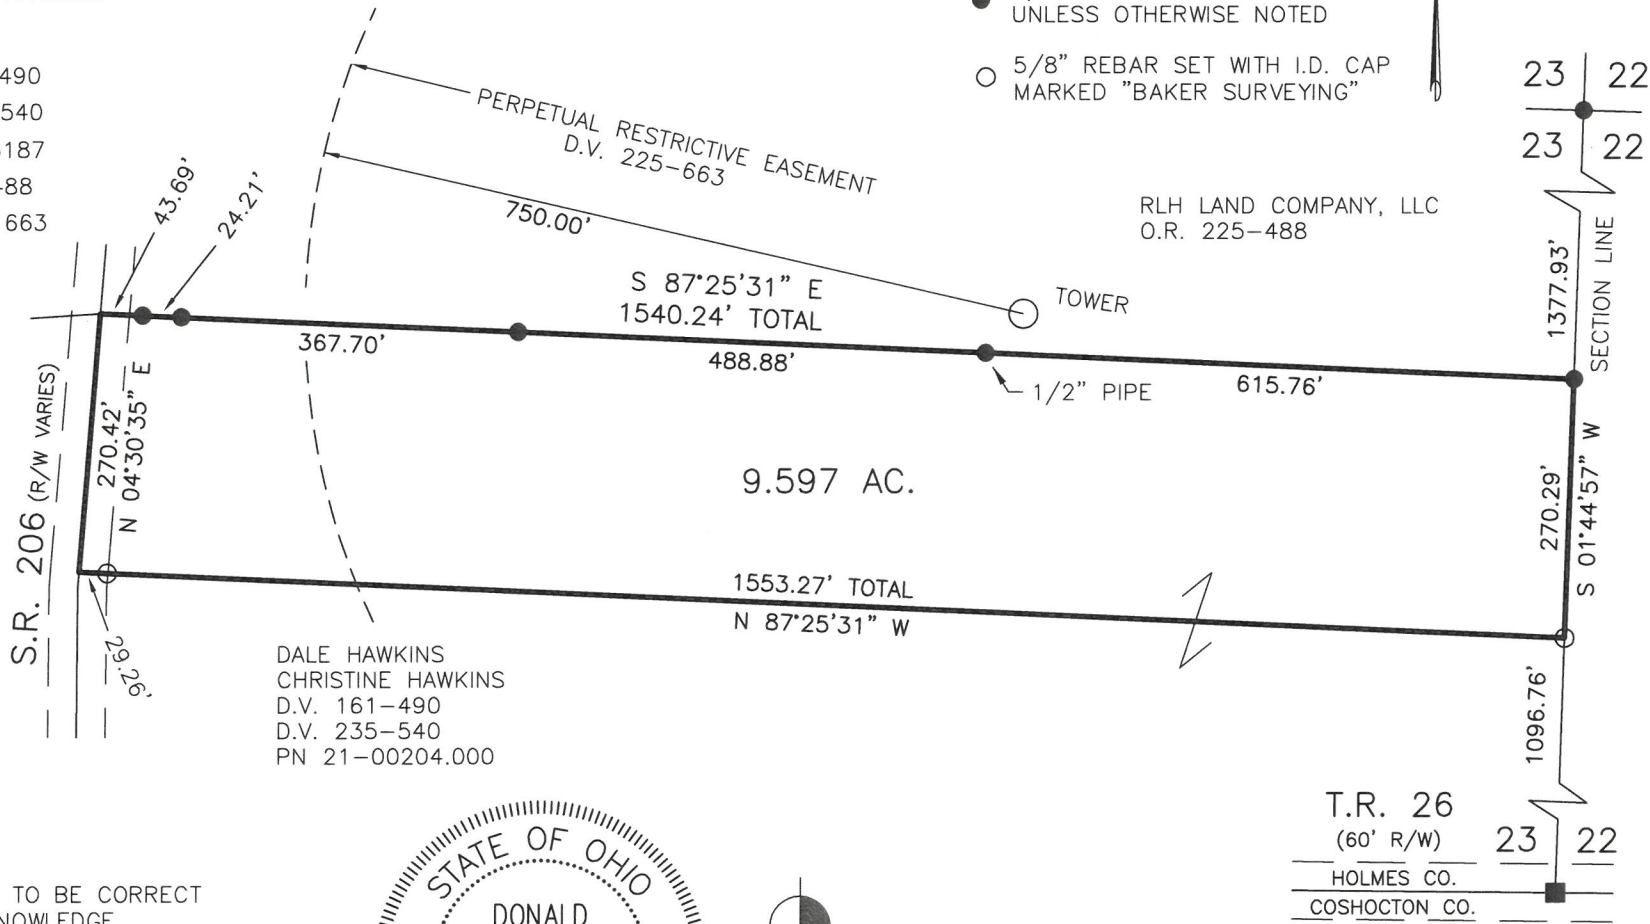 UNLESS OTHERWISE NOTED
5/8" REBAR SET WITH I.D. CAP
MARKED "BAKER SURVEYING"
23 22
23 22
490
540
187
88
663
43.69'
24.21'
PERPETUAL RESTRICTIVE EASEMENT
D.V. 225-663
750.00'
RLH LAND COMPANY, LLC
O.R. 225-488
1377.93'
SECTION LINE
S 87°25'31" E
1540.24' TOTAL
TOWER
367.70'
488.88'
1/2" PIPE
615.76'
S.R. 206 (R/W VARIES)
270.42'
N 04°30'35" E
9.597 AC.
270.29'
S 01°44'57" W
1553.27' TOTAL
N 87°25'31" W
29.26'
DALE HAWKINS
CHRISTINE HAWKINS
D.V. 161-490
D.V. 235-540
PN 21-00204.000
1096.76'
T.R. 26
(60' R/W)
23 22
HOLMES CO.
COSHOCTON CO.
STATE OF OHIO
DONALD
TO BE CORRECT
NOWLEDGE